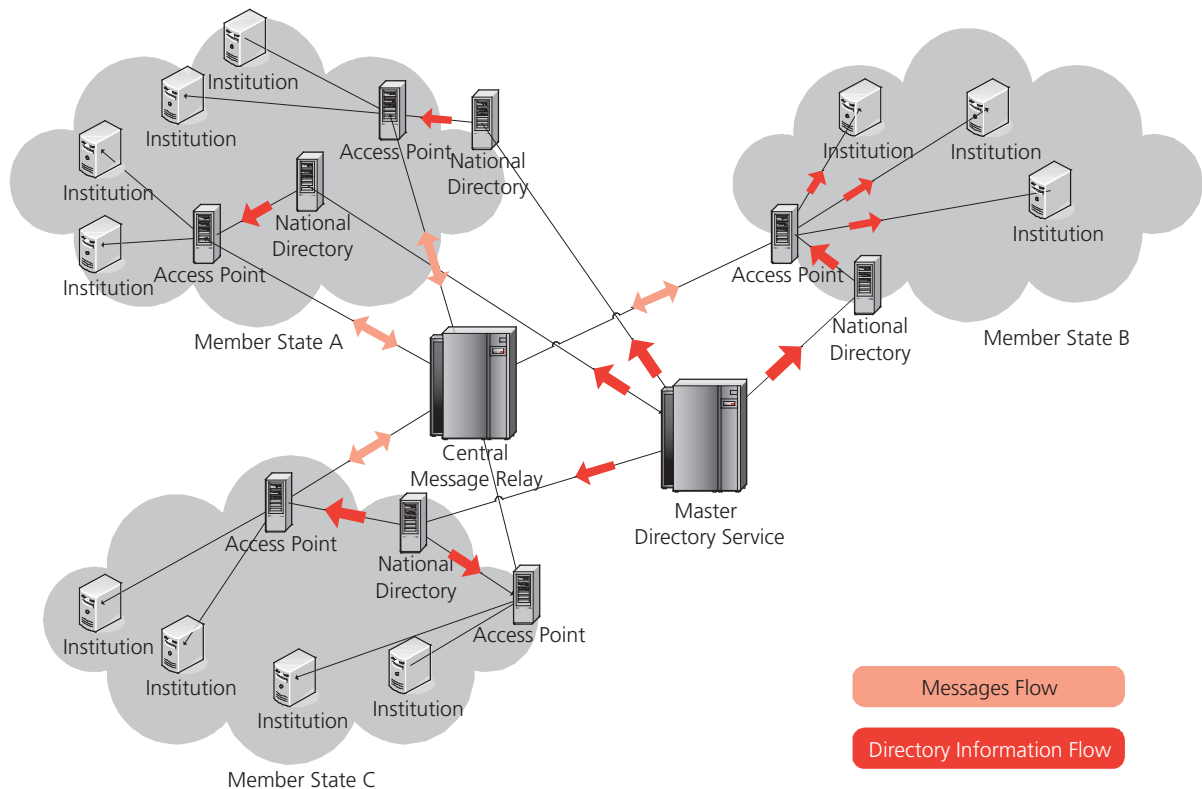 Institution
Institution
Institution
Institution
Access Point
National
Directory
National
Directory
Access Point
Member State A
Institution
Institution
Institution
Access Point
National
Directory
Member State B
Central
Message Relay
Master
Directory Service
Access Point
National
Directory
Access Point
Institution
Institution
Institution
Institution
Member State C
Messages Flow
Directory Information Flow